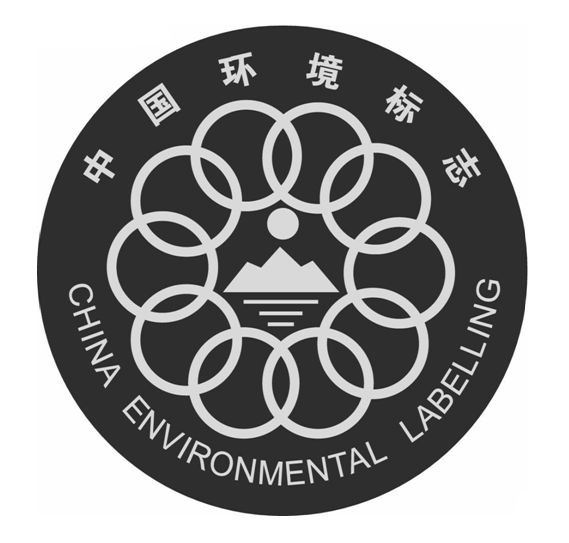 中国环境标志
CHINA ENVIRONMENTAL LABELLING